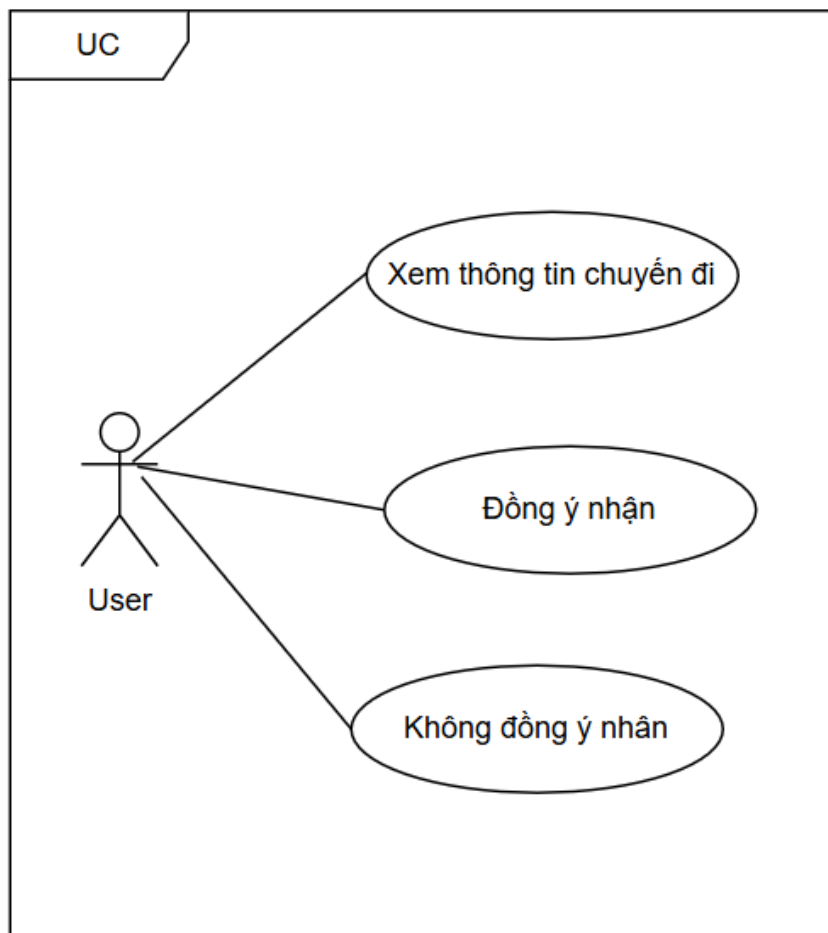 UC
Xem thông tin chuyến đi
Đồng ý nhận
User
Không đồng ý nhân